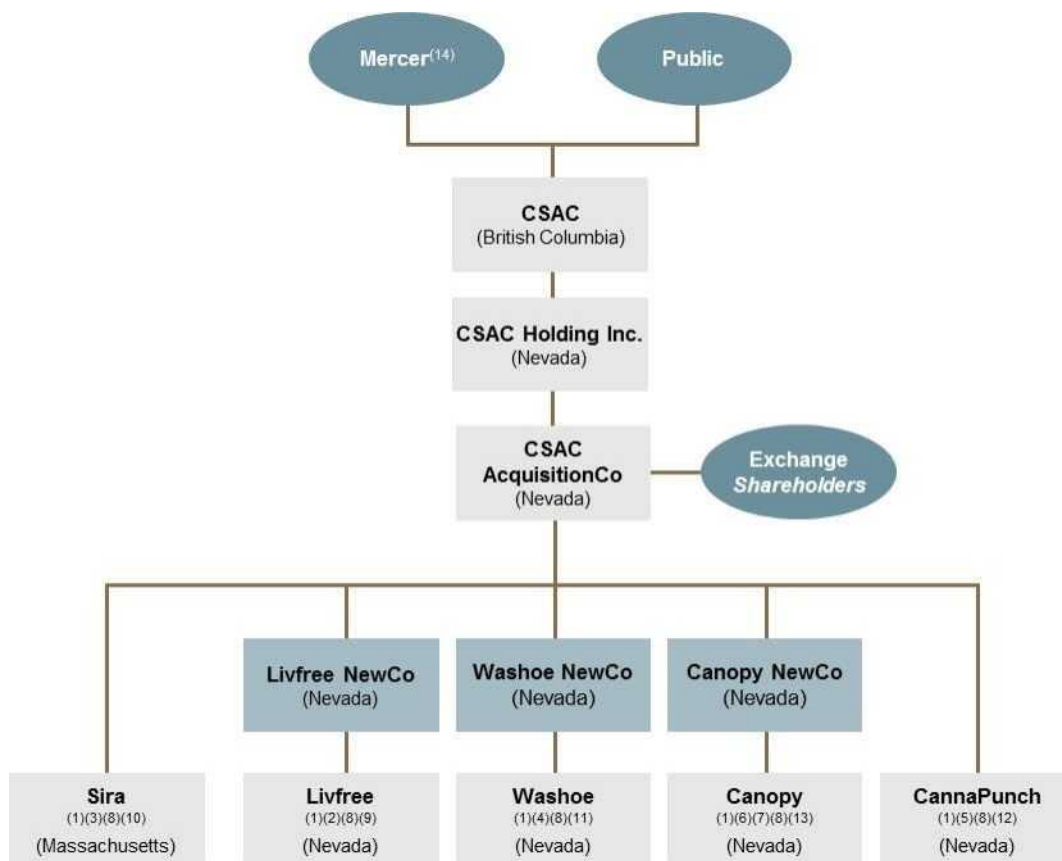 Mercer(14)
Public
CSAC
(British Columbia)
CSAC Holding Inc.
(Nevada)
CSAC
AcquisitionCo
(Nevada)
Exchange
Shareholders
Livfree NewCo
(Nevada)
Washoe NewCo
(Nevada)
Canopy NewCo
(Nevada)
Sira
(1)(3)(8)(10)
(Massachusetts)
Livfree
(1)(2)(8)(9)
(Nevada)
Washoe
(1)(4)(8)(11)
(Nevada)
Canopy
(1)(6)(7)(8)(13)
(Nevada)
CannaPunch
(1)(5)(8)(12)
(Nevada)